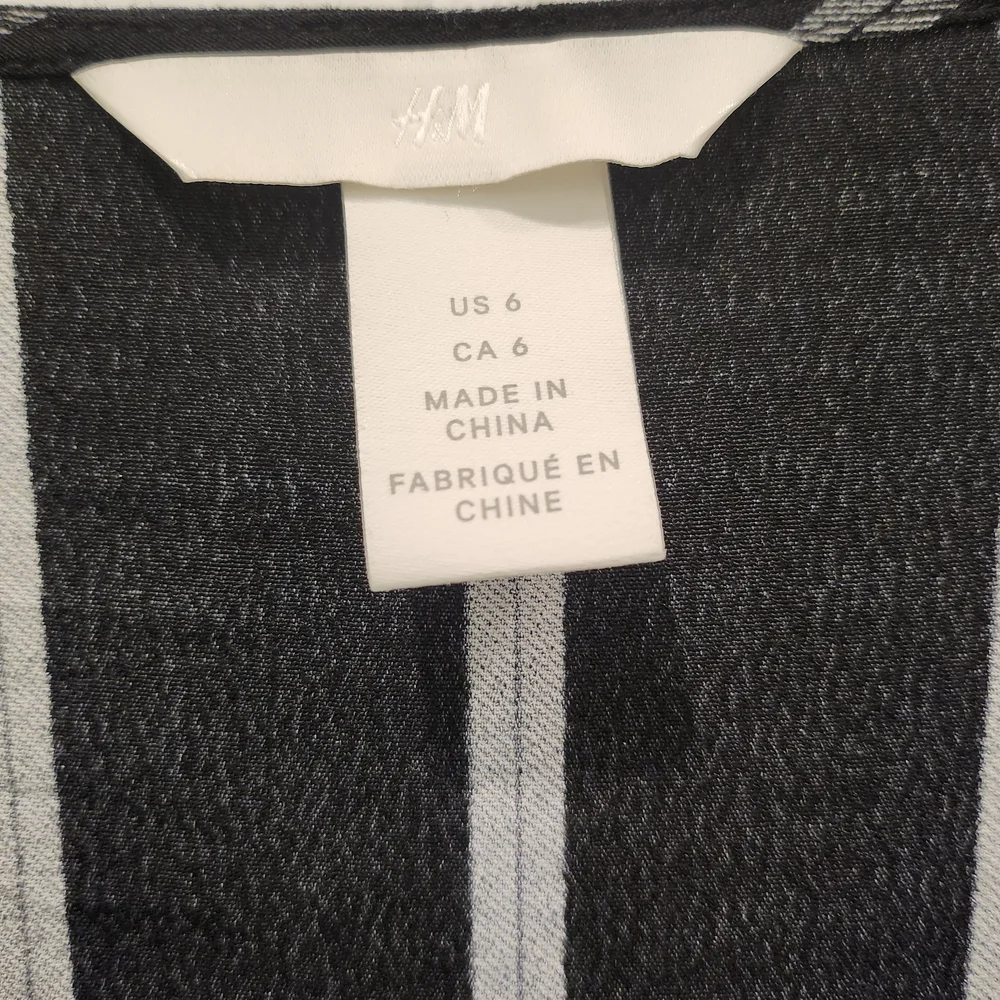 H&M
US 6
CA 6
MADE IN
CHINA
FABRIQUÉ EN
CHINE